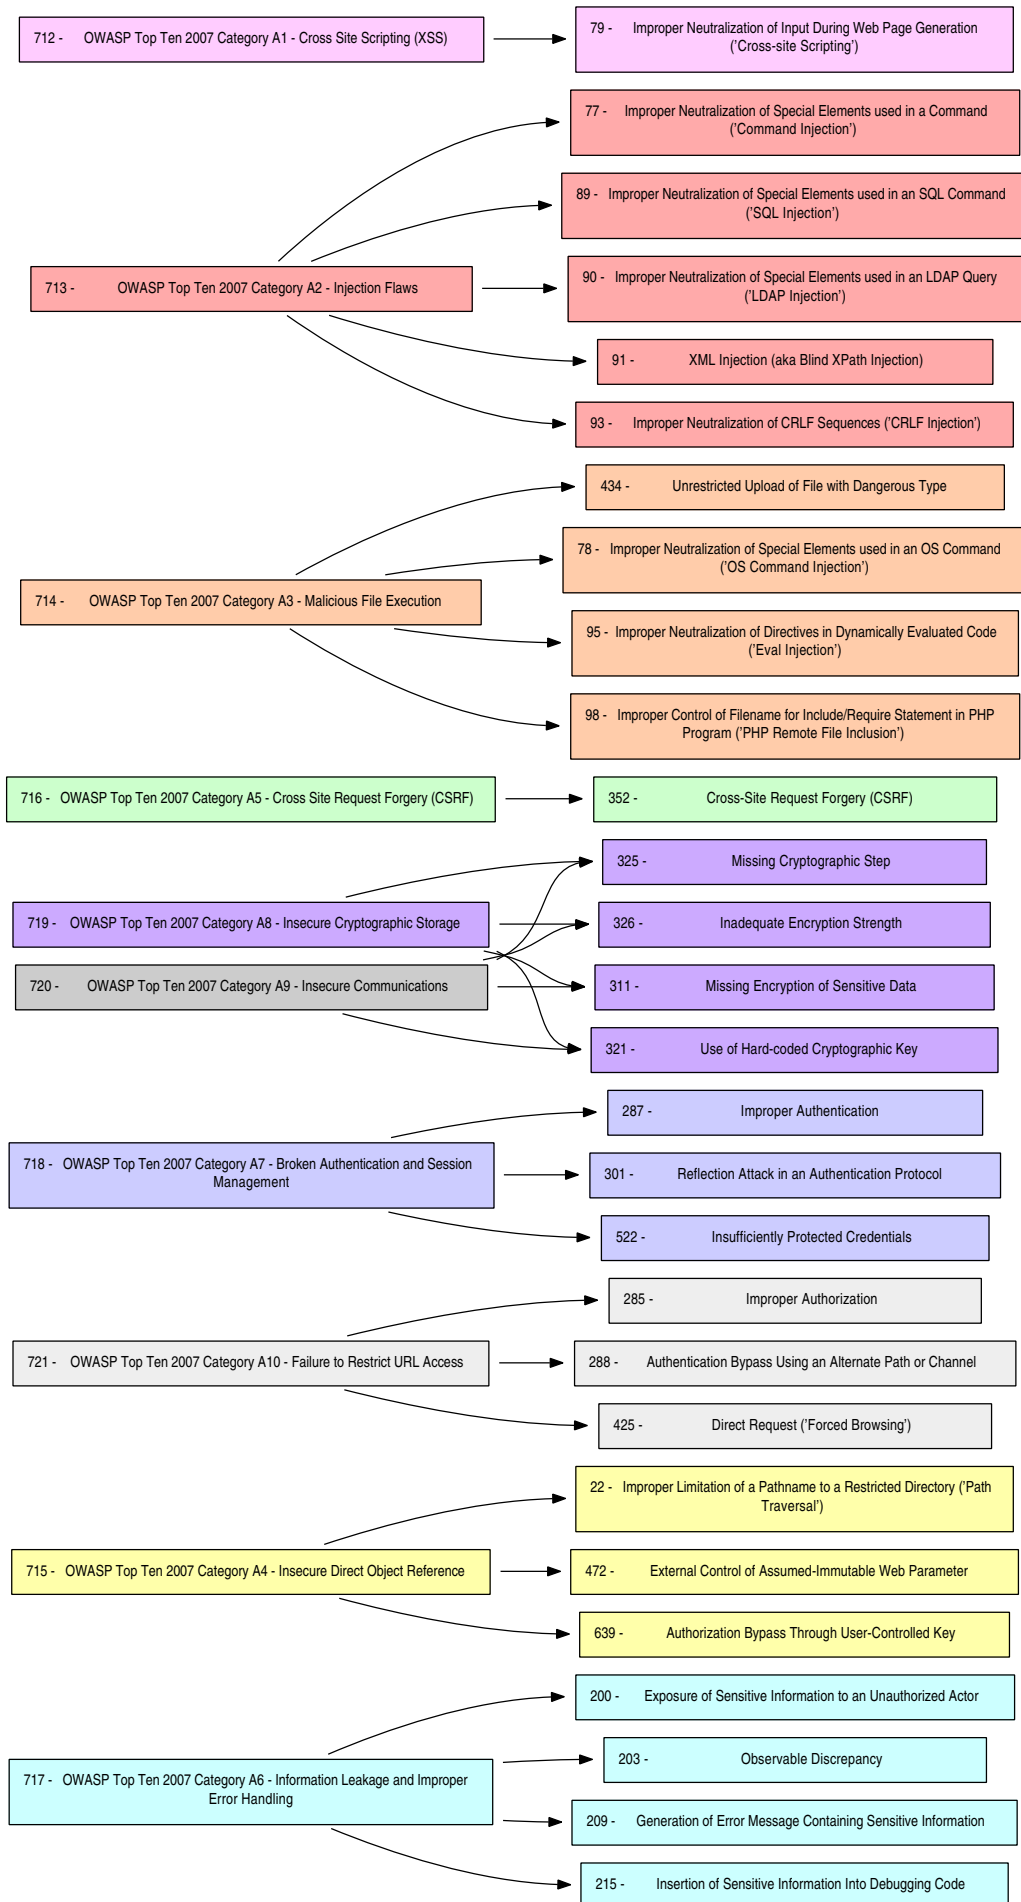 712 - OWASP Top Ten 2007 Category A1 - Cross Site Scripting (XSS)
79 - Improper Neutralization of Input During Web Page Generation
('Cross-site Scripting')
77 - Improper Neutralization of Special Elements used in a Command
('Command Injection')
89 - Improper Neutralization of Special Elements used in an SQL Command
('SQL Injection')
713 - OWASP Top Ten 2007 Category A2 - Injection Flaws
90 - Improper Neutralization of Special Elements used in an LDAP Query
('LDAP Injection')
91 - XML Injection (aka Blind XPath Injection)
93 - Improper Neutralization of CRLF Sequences ('CRLF Injection')
434 - Unrestricted Upload of File with Dangerous Type
78 - Improper Neutralization of Special Elements used in an OS Command
('OS Command Injection')
714 - OWASP Top Ten 2007 Category A3 - Malicious File Execution
95 - Improper Neutralization of Directives in Dynamically Evaluated Code
('Eval Injection')
98 - Improper Control of Filename for Include/Require Statement in PHP
Program ('PHP Remote File Inclusion')
716 - OWASP Top Ten 2007 Category A5 - Cross Site Request Forgery (CSRF)
352 - Cross-Site Request Forgery (CSRF)
325 - Missing Cryptographic Step
719 - OWASP Top Ten 2007 Category A8 - Insecure Cryptographic Storage
326 - Inadequate Encryption Strength
720 - OWASP Top Ten 2007 Category A9 - Insecure Communications
311 - Missing Encryption of Sensitive Data
321 - Use of Hard-coded Cryptographic Key
287 - Improper Authentication
718 - OWASP Top Ten 2007 Category A7 - Broken Authentication and Session
Management
301 - Reflection Attack in an Authentication Protocol
522 - Insufficiently Protected Credentials
285 - Improper Authorization
721 - OWASP Top Ten 2007 Category A10 - Failure to Restrict URL Access
288 - Authentication Bypass Using an Alternate Path or Channel
425 - Direct Request ('Forced Browsing')
22 - Improper Limitation of a Pathname to a Restricted Directory ('Path
Traversal')
715 - OWASP Top Ten 2007 Category A4 - Insecure Direct Object Reference
472 - External Control of Assumed-Immutable Web Parameter
639 - Authorization Bypass Through User-Controlled Key
200 - Exposure of Sensitive Information to an Unauthorized Actor
203 - Observable Discrepancy
717 - OWASP Top Ten 2007 Category A6 - Information Leakage and Improper
Error Handling
209 - Generation of Error Message Containing Sensitive Information
215 - Insertion of Sensitive Information Into Debugging Code